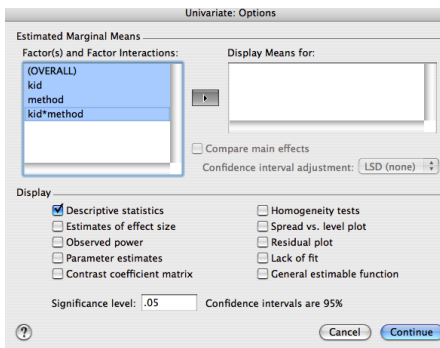 Univariate: Options
Estimated Marginal Means
Factor(s) and Factor Interactions:
Display Means for:
(OVERALL)
kid
method
kid*method
Compare main effects
Confidence interval adjustment: LSD (none)
Display
Descriptive statistics
Homogeneity tests
Estimates of effect size
Spread vs. level plot
Observed power
Residual plot
Parameter estimates
Lack of fit
Contrast coefficient matrix
General estimable function
Significance level: .05 Confidence intervals are 95%
? Cancel Continue